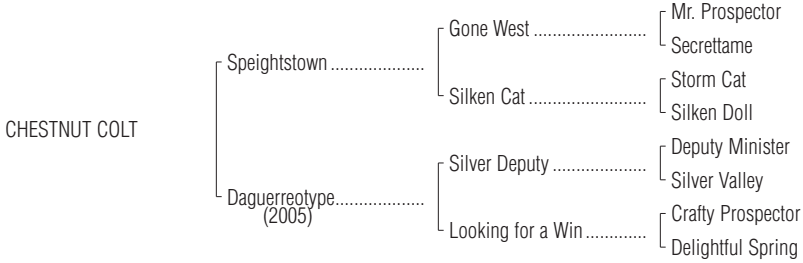 Mr. Prospector
Gone West ........................
Secrettame
Speightstown ....................
Storm Cat
Silken Cat .........................
Silken Doll
CHESTNUT COLT
Deputy Minister
Silver Deputy ....................
Silver Valley
Daguerreotype...................
(2005)
Crafty Prospector
Looking for a Win.............
Delightful Spring